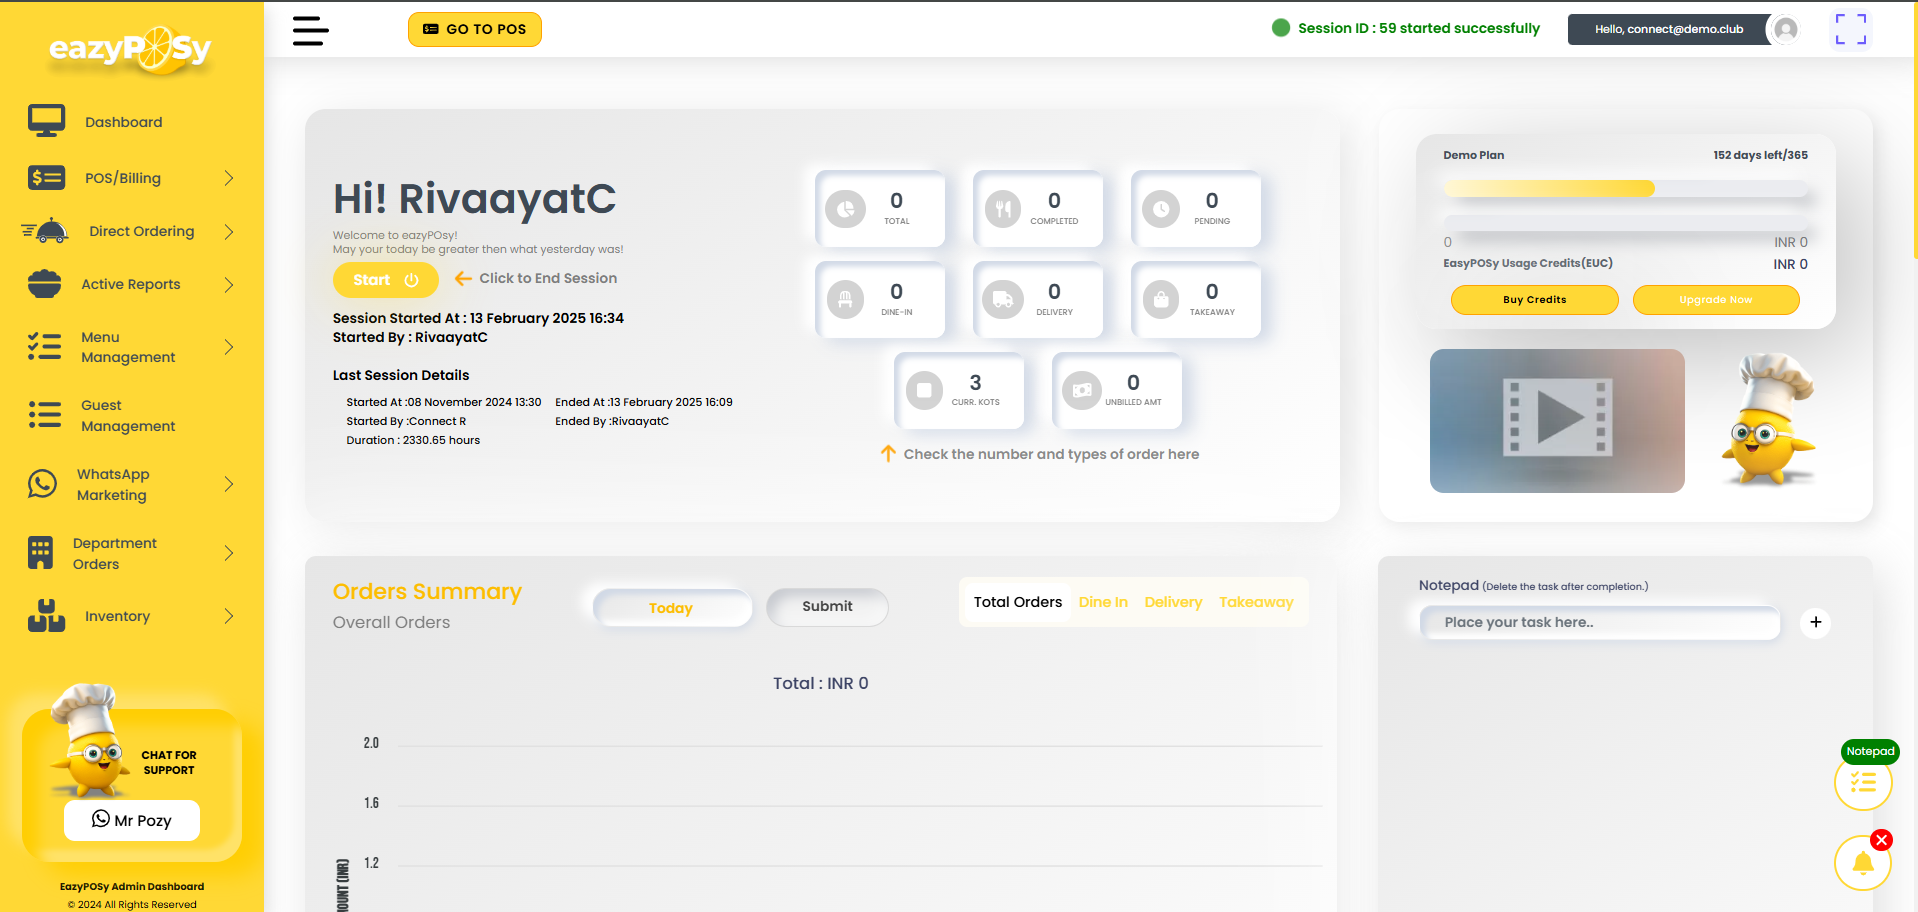 eazyPOSy
GO TO POS
Session ID : 59 started successfully
Hello, connect@demo.club
Dashboard
POS/Billing
Direct Ordering
Active Reports
Menu
Management
Guest
Management
WhatsApp
Marketing
Department
Orders
Inventory
CHAT FOR
SUPPORT
Mr Pozy
EazyPOSy Admin Dashboard
© 2024 All Rights Reserved
Hi! RivaayatC
Welcome to eazyPOsy!
May your today be greater then what yesterday was!
Start
Click to End Session
Session Started At : 13 February 2025 16:34
Started By : RivaayatC
Last Session Details
Started At :08 November 2024 13:30 Ended At :13 February 2025 16:09
Started By :Connect R Ended By :RivaayatC
Duration : 2330.65 hours
0
TOTAL
0
COMPLETED
0
PENDING
0
DINE-IN
0
DELIVERY
0
TAKEAWAY
3
CURR. KOTS
0
UNBILLED AMT
Check the number and types of order here
Demo Plan 152 days left/365
0 INR 0
EasyPOSy Usage Credits(EUC) INR 0
Buy Credits Upgrade Now
Orders Summary
Overall Orders
Today
Submit
Total Orders Dine In Delivery Takeaway
Total : INR 0
2.0
1.6
1.2
MOUNT (INR)
Notepad (Delete the task after completion.)
Place your task here..
+
Notepad